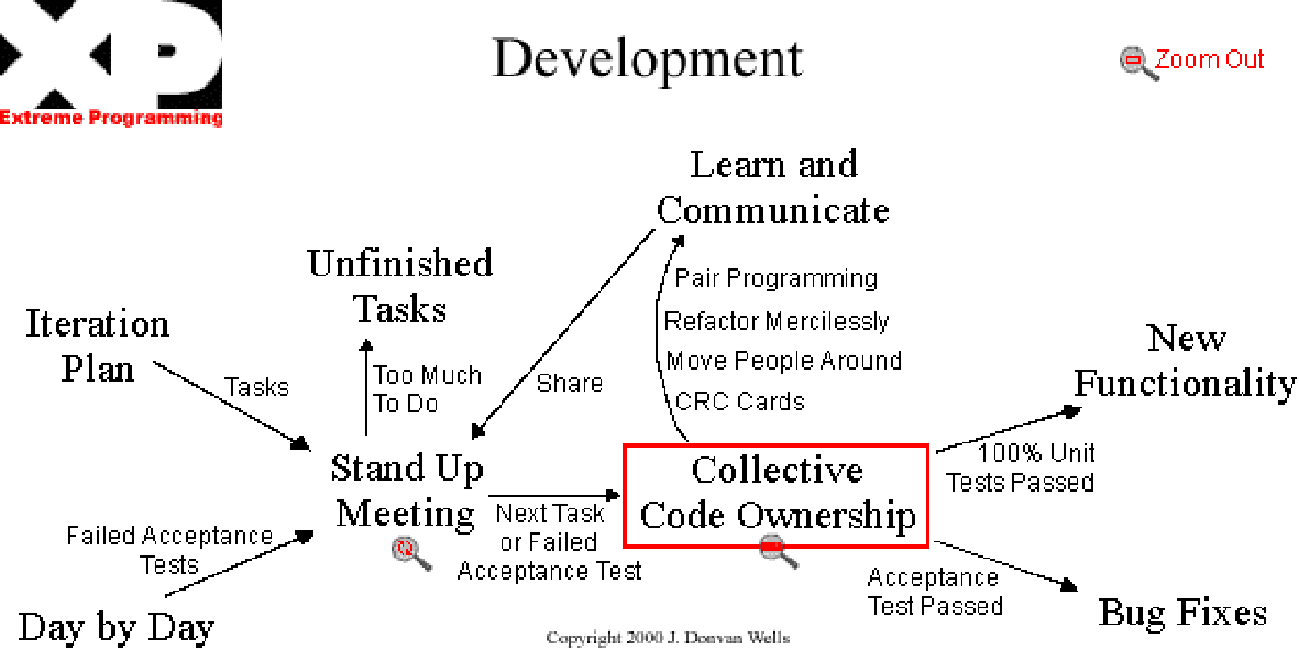 XP
Extreme Programming
Development
Zoom Out
Learn and
Communicate
Unfinished
Tasks
Pair Programming
Refactor Mercilessly
Move People Around
CRC Cards
Iteration
Plan
Tasks
Too Much
To Do
Share
New
Functionality
Stand Up
Meeting
Collective
Code Ownership
100% Unit
Tests Passed
Next Task
or Failed
Acceptance Test
Failed Acceptance
Tests
Acceptance
Test Passed
Day by Day
Bug Fixes
Copyright 2000 J. Donvan Wells